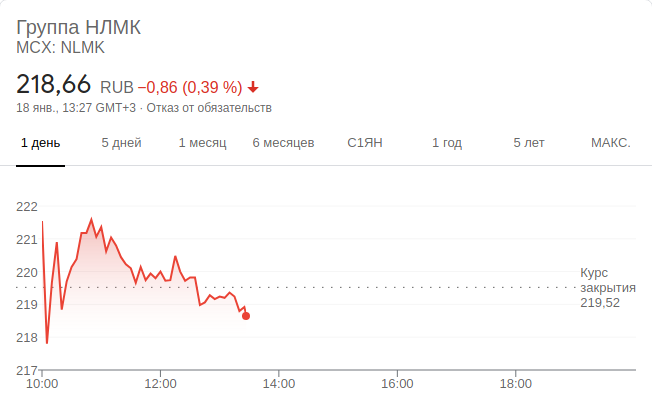 Группа НЛМК
MCX: NLMK
218,66 RUB −0,86 (0,39 %)
18 янв., 13:27 GMT+3 · Отказ от обязательств
1 день 5 дней 1 месяц 6 месяцев С1ЯН 1 год 5 лет МАКС.
222
221
220
219
218
217
Курс
закрытия
219,52
10:00 12:00 14:00 16:00 18:00